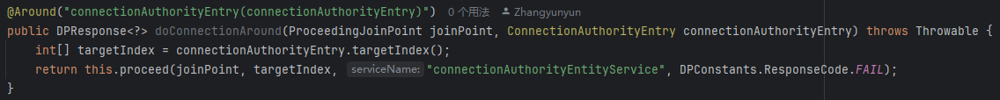 @Around("connectionAuthorityEntry(connectionAuthorityEntry)") 0 个用法 Zhangyunyun
public DPResponse<?> doConnectionAround(ProceedingJoinPoint joinPoint, ConnectionAuthorityEntry connectionAuthorityEntry) throws Throwable {
    int[] targetIndex = connectionAuthorityEntry.targetIndex();
    return this.proceed(joinPoint, targetIndex, serviceName: "connectionAuthorityEntityService", DPConstants.ResponseCode.FAIL);
}